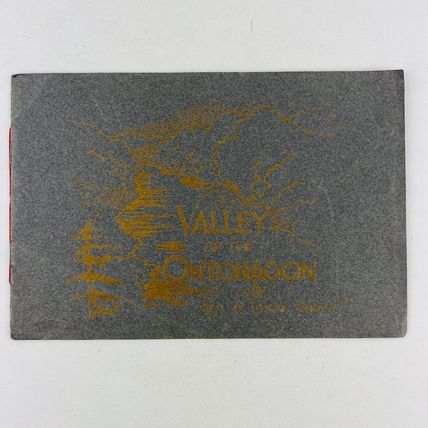 VALLEY
OF THE
ONTONAGON